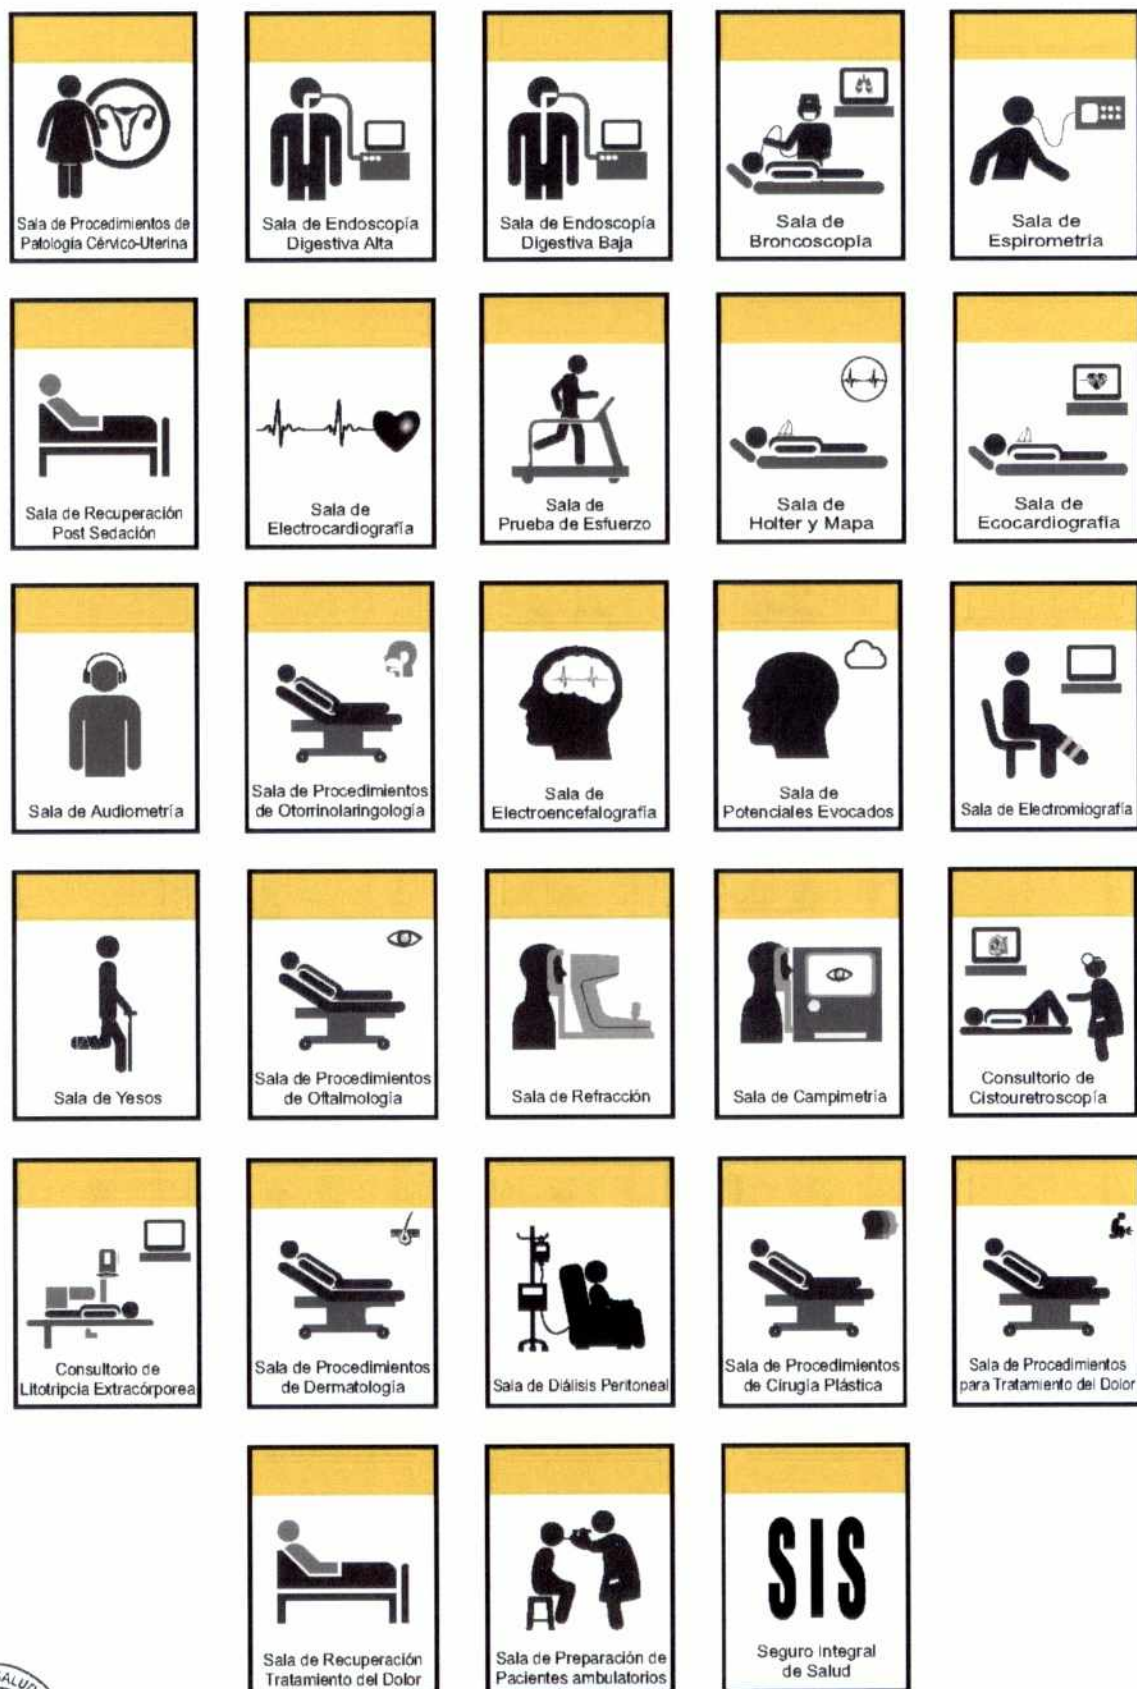 Sala de Procedimientos de
Patología Cérvico-Uterina
Sala de Endoscopía
Digestiva Alta
Sala de Endoscopía
Digestiva Baja
Sala de
Broncoscopía
Sala de
Espirometría
Sala de Recuperación
Post Sedación
Sala de
Electrocardiografía
Sala de
Prueba de Esfuerzo
Sala de
Holter y Mapa
Sala de
Ecocardiografía
Sala de Audiometría
Sala de Procedimientos
de Otorrinolaringología
Sala de
Electroencefalografía
Sala de
Potenciales Evocados
Sala de Electromiografía
Sala de Yesos
Sala de Procedimientos
de Oftalmología
Sala de Refracción
Sala de Campimetría
Consultorio de
Cistouretroscopía
Consultorio de
Litotripcia Extracórporea
Sala de Procedimientos
de Dermatología
Sala de Diálisis Peritoneal
Sala de Procedimientos
de Cirugía Plástica
Sala de Procedimientos
para Tratamiento del Dolor
Sala de Recuperación
Tratamiento del Dolor
Sala de Preparación de
Pacientes ambulatorios
SIS
Seguro Integral
de Salud
SALUD